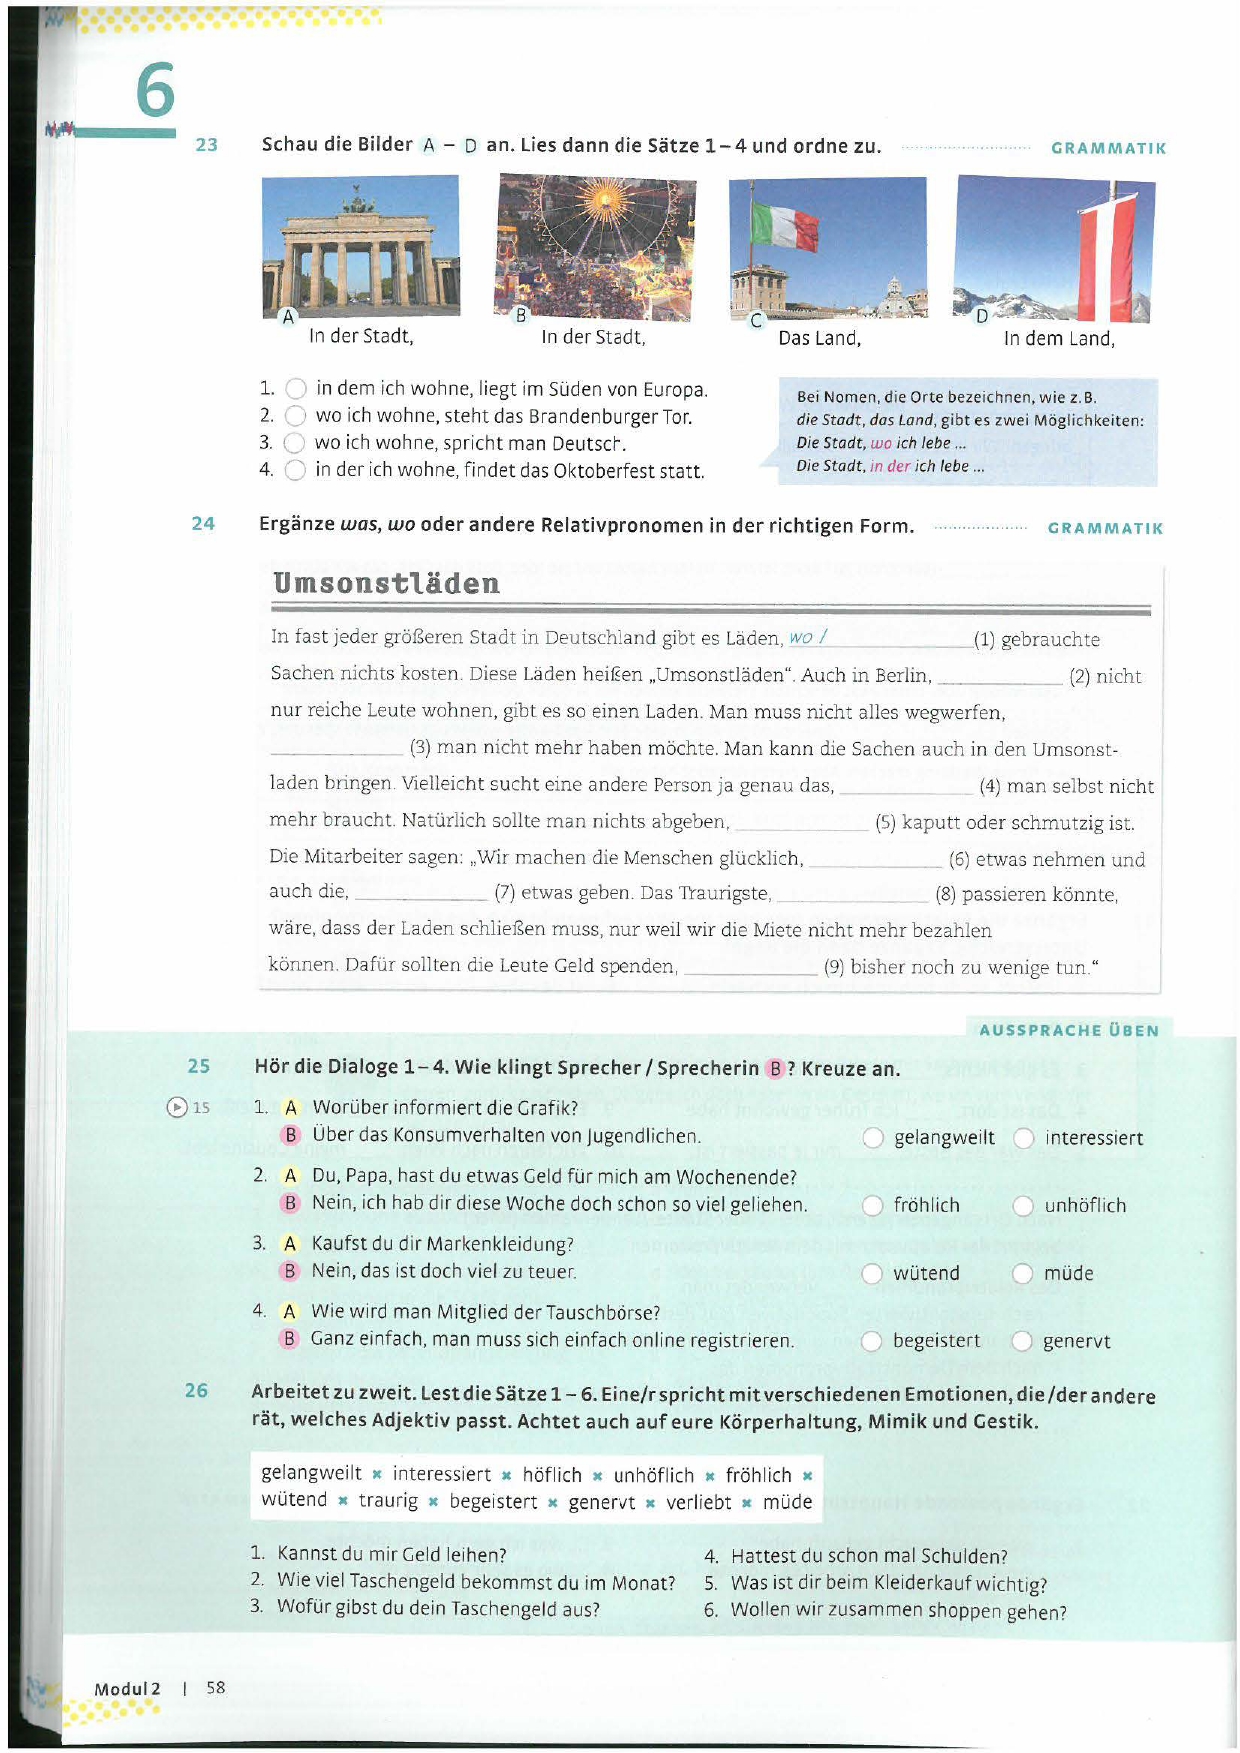 6
23 Schau die Bilder A – D an. Lies dann die Sätze 1–4 und ordne zu. GRAMMATIK
A B C D
In der Stadt, In der Stadt, Das Land, In dem Land,
1. in dem ich wohne, liegt im Süden von Europa.
2. wo ich wohne, steht das Brandenburger Tor.
3. wo ich wohne, spricht man Deutsch.
4. in der ich wohne, findet das Oktoberfest statt.
Bei Nomen, die Orte bezeichnen, wie z. B.
die Stadt, das Land, gibt es zwei Möglichkeiten:
Die Stadt, wo ich lebe ...
Die Stadt, in der ich lebe ...
24 Ergänze was, wo oder andere Relativpronomen in der richtigen Form. GRAMMATIK
Umsonstläden
In fast jeder größeren Stadt in Deutschland gibt es Läden, wo / ____________ (1) gebrauchte
Sachen nichts kosten. Diese Läden heißen „Umsonstläden“. Auch in Berlin, ____________ (2) nicht
nur reiche Leute wohnen, gibt es so einen Laden. Man muss nicht alles wegwerfen,
____________ (3) man nicht mehr haben möchte. Man kann die Sachen auch in den Umsonst-
laden bringen. Vielleicht sucht eine andere Person ja genau das, ____________ (4) man selbst nicht
mehr braucht. Natürlich sollte man nichts abgeben, ____________ (5) kaputt oder schmutzig ist.
Die Mitarbeiter sagen: „Wir machen die Menschen glücklich, ____________ (6) etwas nehmen und
auch die, ____________ (7) etwas geben. Das Traurigste, ____________ (8) passieren könnte,
wäre, dass der Laden schließen muss, nur weil wir die Miete nicht mehr bezahlen
können. Dafür sollten die Leute Geld spenden, ____________ (9) bisher noch zu wenige tun.“
AUSSPRACHE ÜBEN
25 Hör die Dialoge 1–4. Wie klingt Sprecher / Sprecherin B? Kreuze an.
15 1. A Worüber informiert die Grafik?
B Über das Konsumverhalten von Jugendlichen. gelangweilt interessiert
2. A Du, Papa, hast du etwas Geld für mich am Wochenende?
B Nein, ich hab dir diese Woche doch schon so viel geliehen. fröhlich unhöflich
3. A Kaufst du dir Markenkleidung?
B Nein, das ist doch viel zu teuer. wütend müde
4. A Wie wird man Mitglied der Tauschbörse?
B Ganz einfach, man muss sich einfach online registrieren. begeistert genervt
26 Arbeitet zu zweit. Lest die Sätze 1 – 6. Eine/r spricht mit verschiedenen Emotionen, die/der andere
rät, welches Adjektiv passt. Achtet auch auf eure Körperhaltung, Mimik und Gestik.
gelangweilt × interessiert × höflich × unhöflich × fröhlich ×
wütend × traurig × begeistert × genervt × verliebt × müde
1. Kannst du mir Geld leihen?
2. Wie viel Taschengeld bekommst du im Monat?
3. Wofür gibst du dein Taschengeld aus?
4. Hattest du schon mal Schulden?
5. Was ist dir beim Kleiderkauf wichtig?
6. Wollen wir zusammen shoppen gehen?
Modul 2 | 58